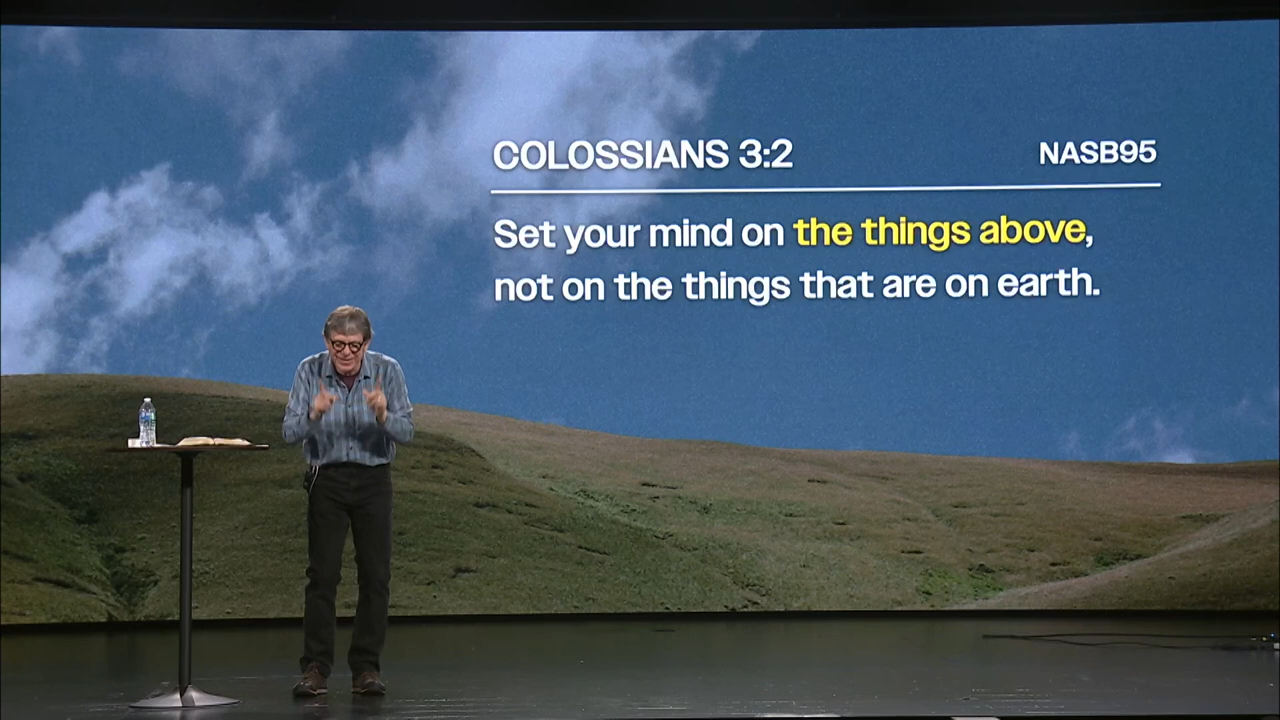 COLOSSIANS 3:2 NASB95
Set your mind on the things above,
not on the things that are on earth.